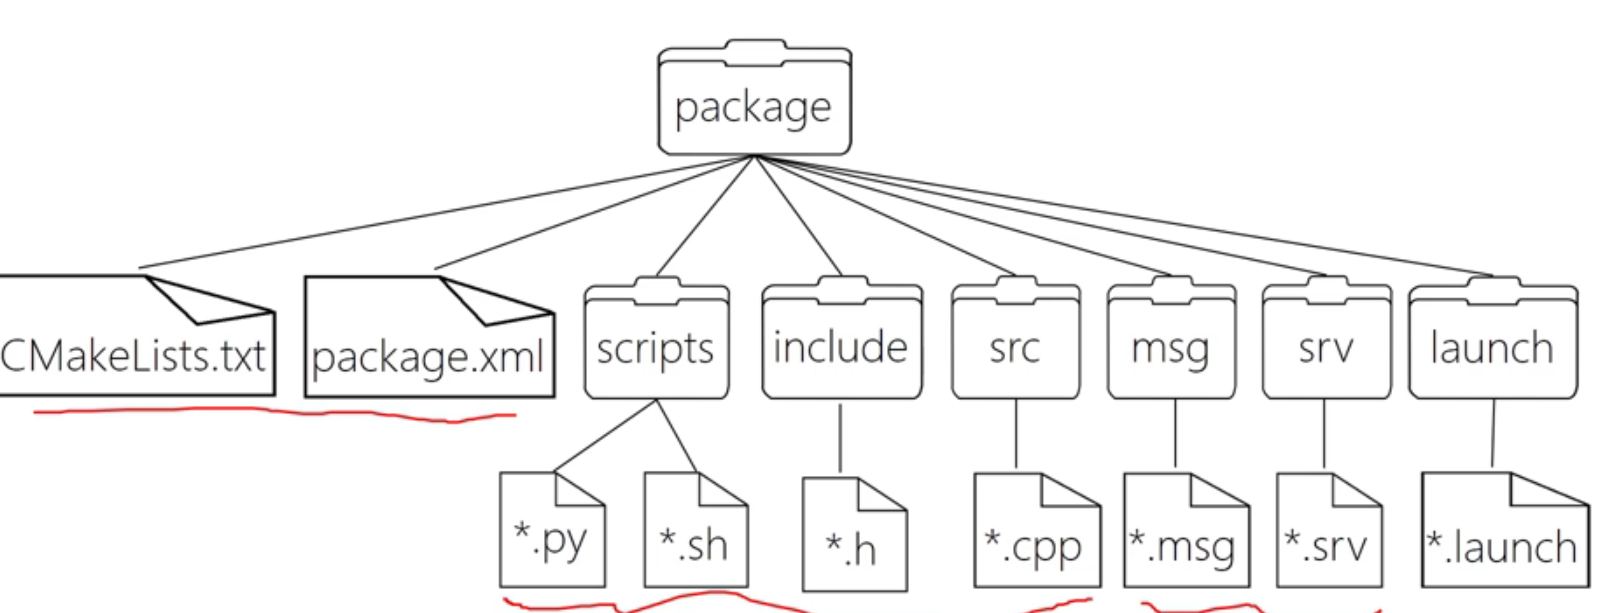 package
CMakeLists.txt package.xml scripts include src msg srv launch
*.py *.sh *.h *.cpp *.msg *.srv *.launch